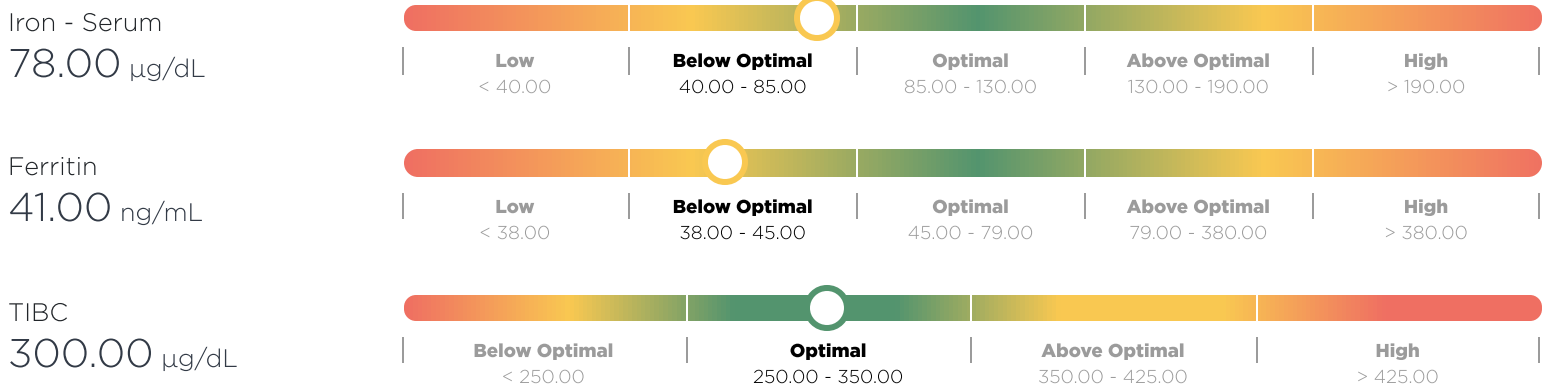 Iron - Serum
78.00 µg/dL
Low Below Optimal Optimal Above Optimal High
< 40.00 40.00 - 85.00 85.00 - 130.00 130.00 - 190.00 > 190.00
Ferritin
41.00 ng/mL
Low Below Optimal Optimal Above Optimal High
< 38.00 38.00 - 45.00 45.00 - 79.00 79.00 - 380.00 > 380.00
TIBC
300.00 µg/dL
Below Optimal Optimal Above Optimal High
< 250.00 250.00 - 350.00 350.00 - 425.00 > 425.00